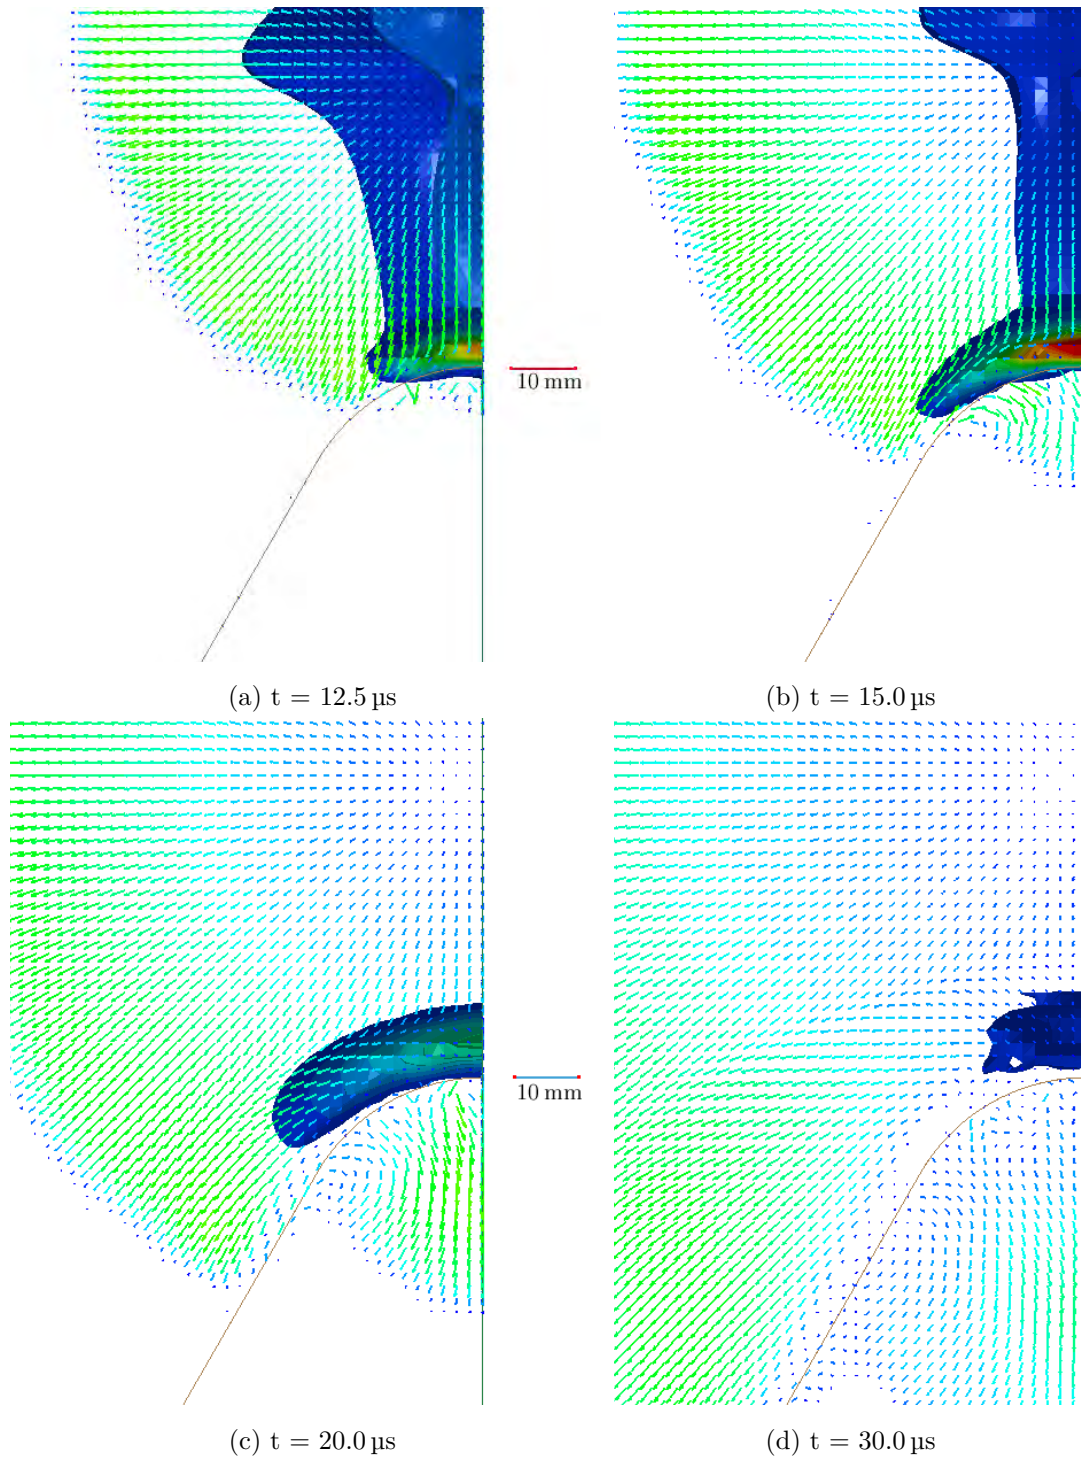 10 mm
(a) t = 12.5 µs
(b) t = 15.0 µs
10 mm
(c) t = 20.0 µs
(d) t = 30.0 µs